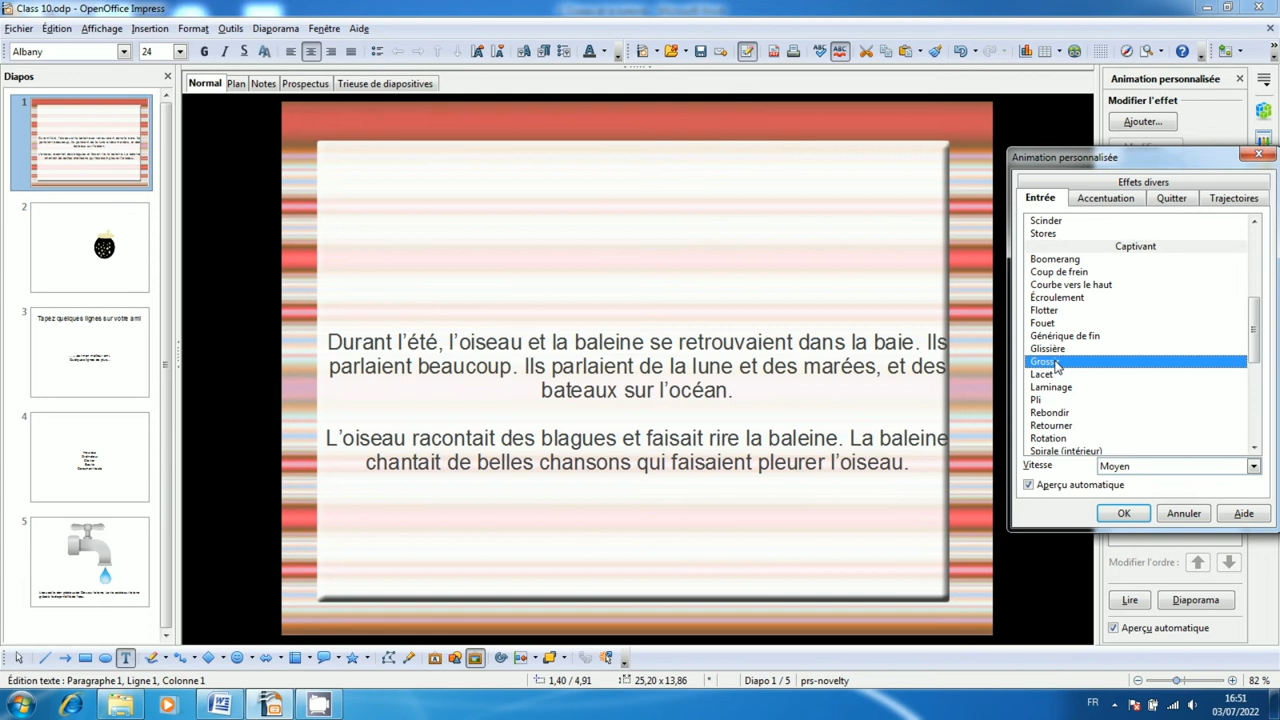 Class 10.odp - OpenOffice Impress
Fichier Édition Affichage Insertion Format Outils Diaporama Fenêtre Aide
Albany 24
Diapos
Normal Plan Notes Prospectus Trieuse de diapositives
Animation personnalisée
Modifier l'effet
Ajouter...
1
2
3
Tapez quelques lignes sur votre ami
4
5
Durant l'été, l'oiseau et la baleine se retrouvaient dans la baie. Ils
parlaient beaucoup. Ils parlaient de la lune et des marées, et des
bateaux sur l'océan.
L'oiseau racontait des blagues et faisait rire la baleine. La baleine
chantait de belles chansons qui faisaient pleurer l'oiseau.
Animation personnalisée
Effets divers
Entrée Accentuation Quitter Trajectoires
Scinder
Stores
Captivant
Boomerang
Coup de frein
Courbe vers le haut
Écroulement
Flotter
Fouet
Générique de fin
Glissière
Lacet
Laminage
Pli
Rebondir
Retourner
Rotation
Spirale (intérieur)
Vitesse Moyen
Aperçu automatique
OK Annuler Aide
Modifier l'ordre :
Lire Diaporama
Aperçu automatique
Édition texte : Paragraphe 1, Ligne 1, Colonne 1 1,40 / 4,91 25,20 x 13,86 * Diapo 1 / 5 prs-novelty 82 %
FR 16:51
03/07/2022